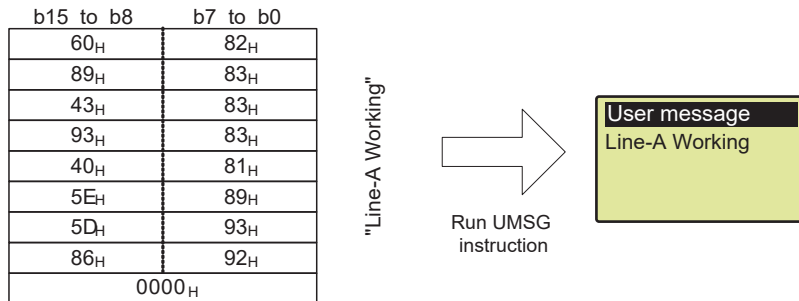 b15 to b8 b7 to b0
60H 82H
89H 83H
43H 83H
93H 83H
40H 81H
5EH 89H
5DH 93H
86H 92H
0000H
"Line-A Working"
Run UMSG
instruction
User message
Line-A Working